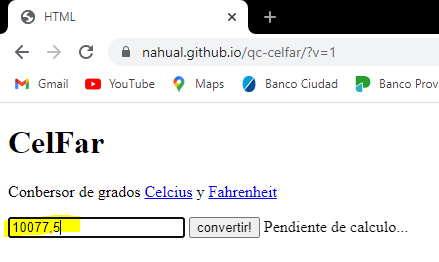 HTML
nahual.github.io/qc-celfar/?v=1
Gmail YouTube Maps Banco Ciudad Banco Prov
CelFar
Conbersor de grados Celcius y Fahrenheit
10077,5 convertir! Pendiente de calculo...